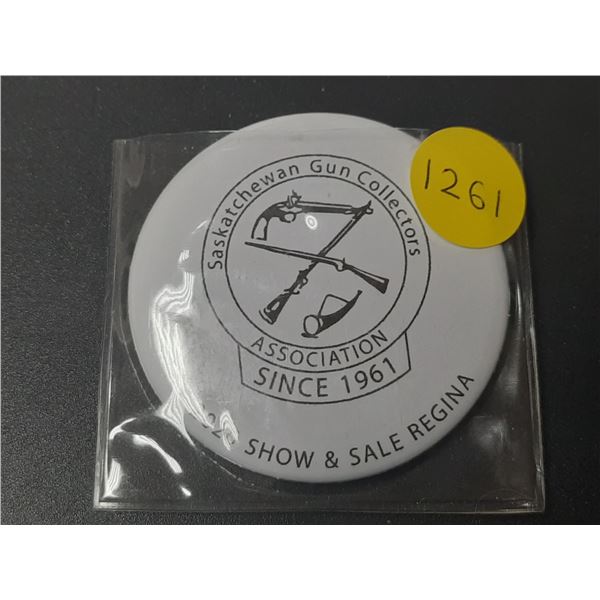 Saskatchewan Gun Collectors
ASSOCIATION
SINCE 1961
SHOW & SALE REGINA
1261